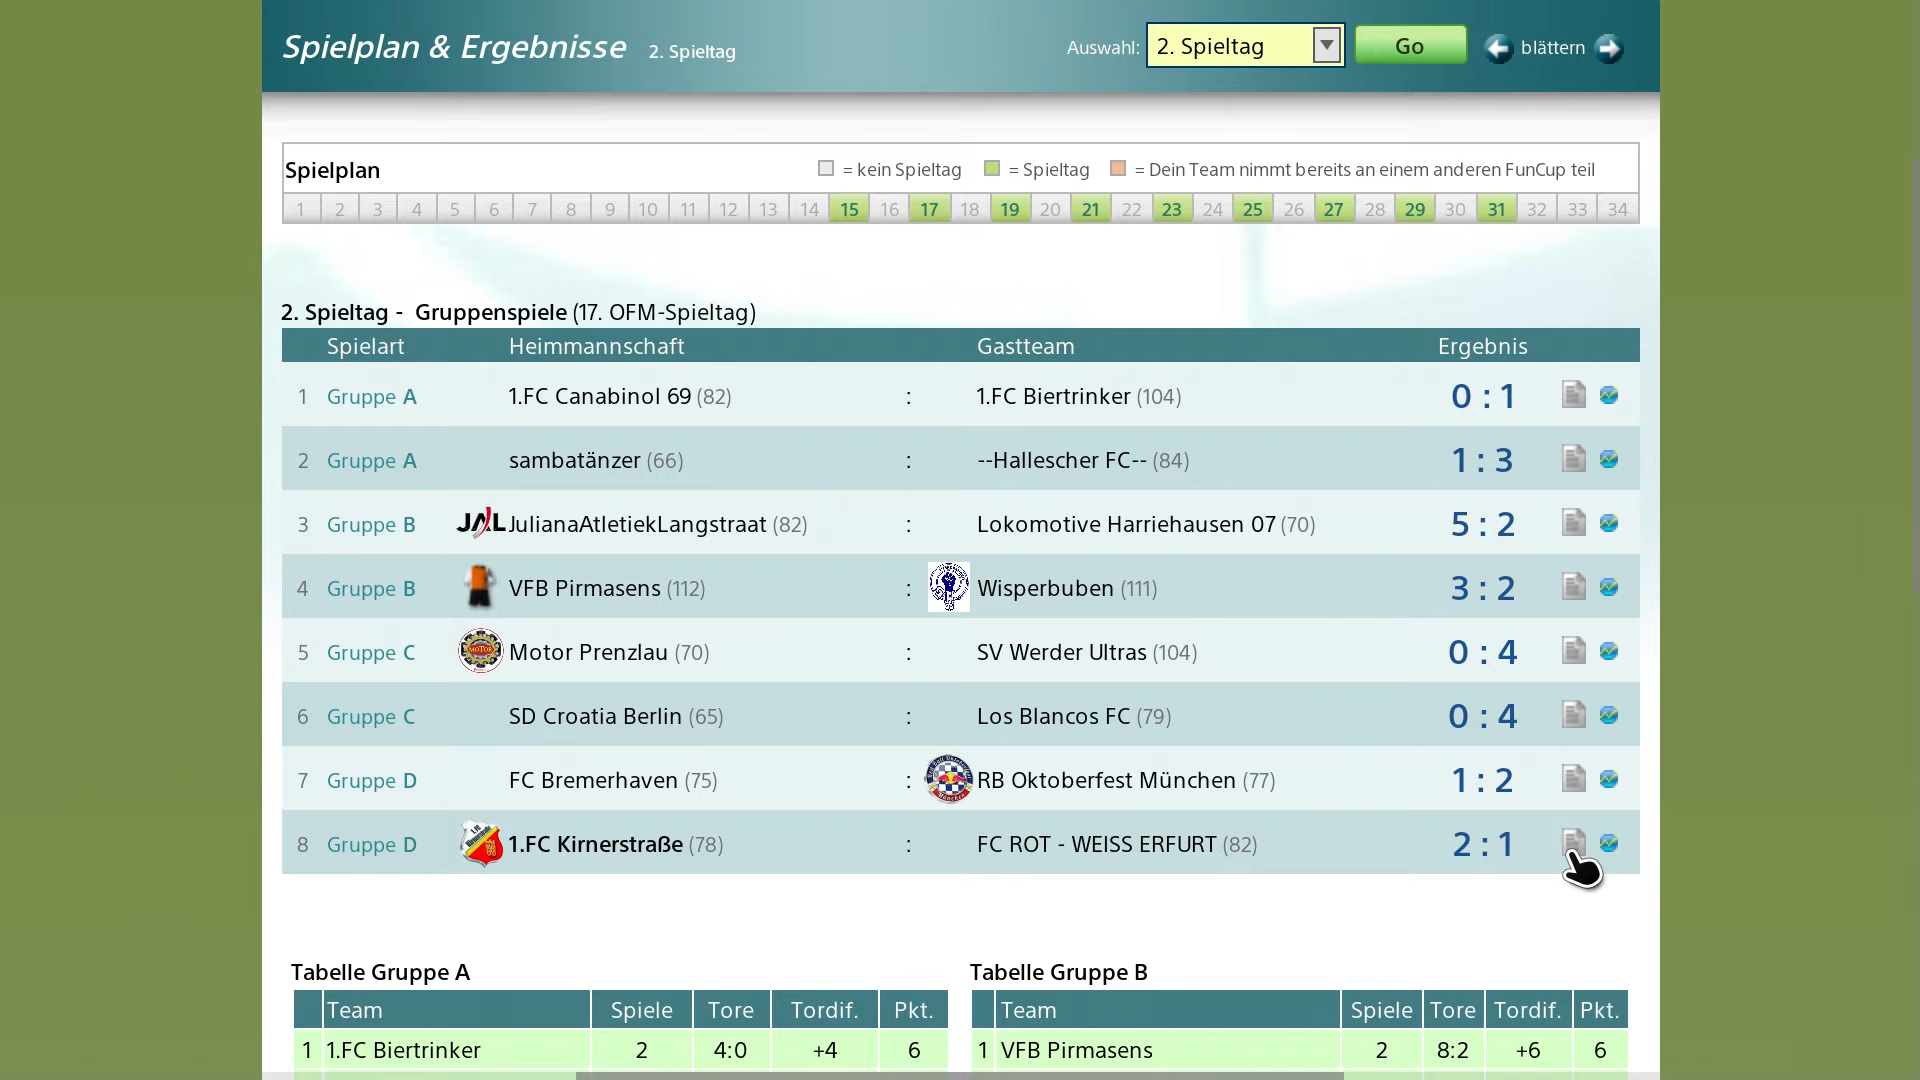 Spielplan & Ergebnisse 2. Spieltag Auswahl: 2. Spieltag Go blättern
Spielplan = kein Spieltag = Spieltag = Dein Team nimmt bereits an einem anderen FunCup teil
1 2 3 4 5 6 7 8 9 10 11 12 13 14 15 16 17 18 19 20 21 22 23 24 25 26 27 28 29 30 31 32 33 34
2. Spieltag - Gruppenspiele (17. OFM-Spieltag)
Spielart Heimmannschaft Gastteam Ergebnis
1 Gruppe A 1.FC Canabinol 69 (82) : 1.FC Biertrinker (104) 0 : 1
2 Gruppe A sambatänzer (66) : --Hallescher FC-- (84) 1 : 3
3 Gruppe B JAL JulianaAtletiekLangstraat (82) : Lokomotive Harriehausen 07 (70) 5 : 2
4 Gruppe B VFB Pirmasens (112) : Wisperbuben (111) 3 : 2
5 Gruppe C MOTOR Motor Prenzlau (70) : SV Werder Ultras (104) 0 : 4
6 Gruppe C SD Croatia Berlin (65) : Los Blancos FC (79) 0 : 4
7 Gruppe D FC Bremerhaven (75) : RB Oktoberfest München (77) 1 : 2
8 Gruppe D 1.FC Kirnerstraße (78) : FC ROT - WEISS ERFURT (82) 2 : 1
Tabelle Gruppe A
Team Spiele Tore Tordif. Pkt.
1 1.FC Biertrinker 2 4:0 +4 6
Tabelle Gruppe B
Team Spiele Tore Tordif. Pkt.
1 VFB Pirmasens 2 8:2 +6 6